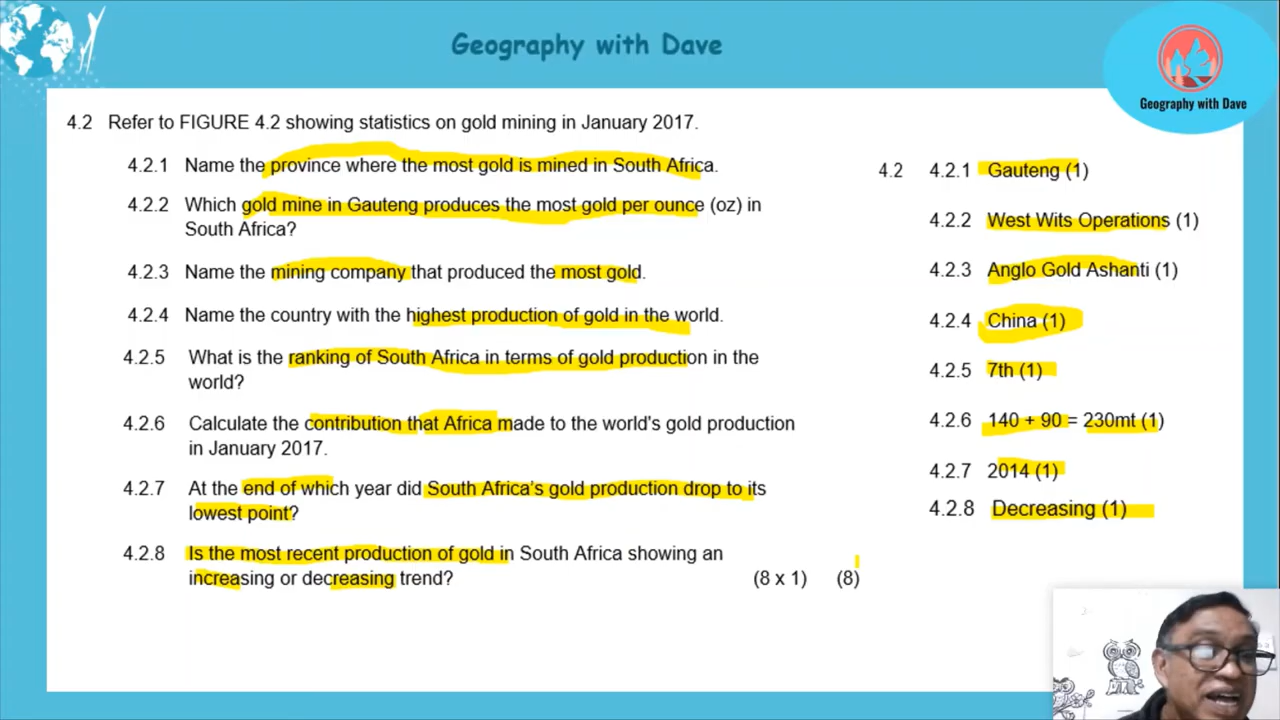 Geography with Dave
Geography with Dave
4.2 Refer to FIGURE 4.2 showing statistics on gold mining in January 2017.
4.2.1 Name the province where the most gold is mined in South Africa.
4.2.2 Which gold mine in Gauteng produces the most gold per ounce (oz) in
South Africa?
4.2.3 Name the mining company that produced the most gold.
4.2.4 Name the country with the highest production of gold in the world.
4.2.5 What is the ranking of South Africa in terms of gold production in the
world?
4.2.6 Calculate the contribution that Africa made to the world's gold production
in January 2017.
4.2.7 At the end of which year did South Africa's gold production drop to its
lowest point?
4.2.8 Is the most recent production of gold in South Africa showing an
increasing or decreasing trend? (8 x 1) (8)
4.2 4.2.1 Gauteng (1)
4.2.2 West Wits Operations (1)
4.2.3 Anglo Gold Ashanti (1)
4.2.4 China (1)
4.2.5 7th (1)
4.2.6 140 + 90 = 230mt (1)
4.2.7 2014 (1)
4.2.8 Decreasing (1)